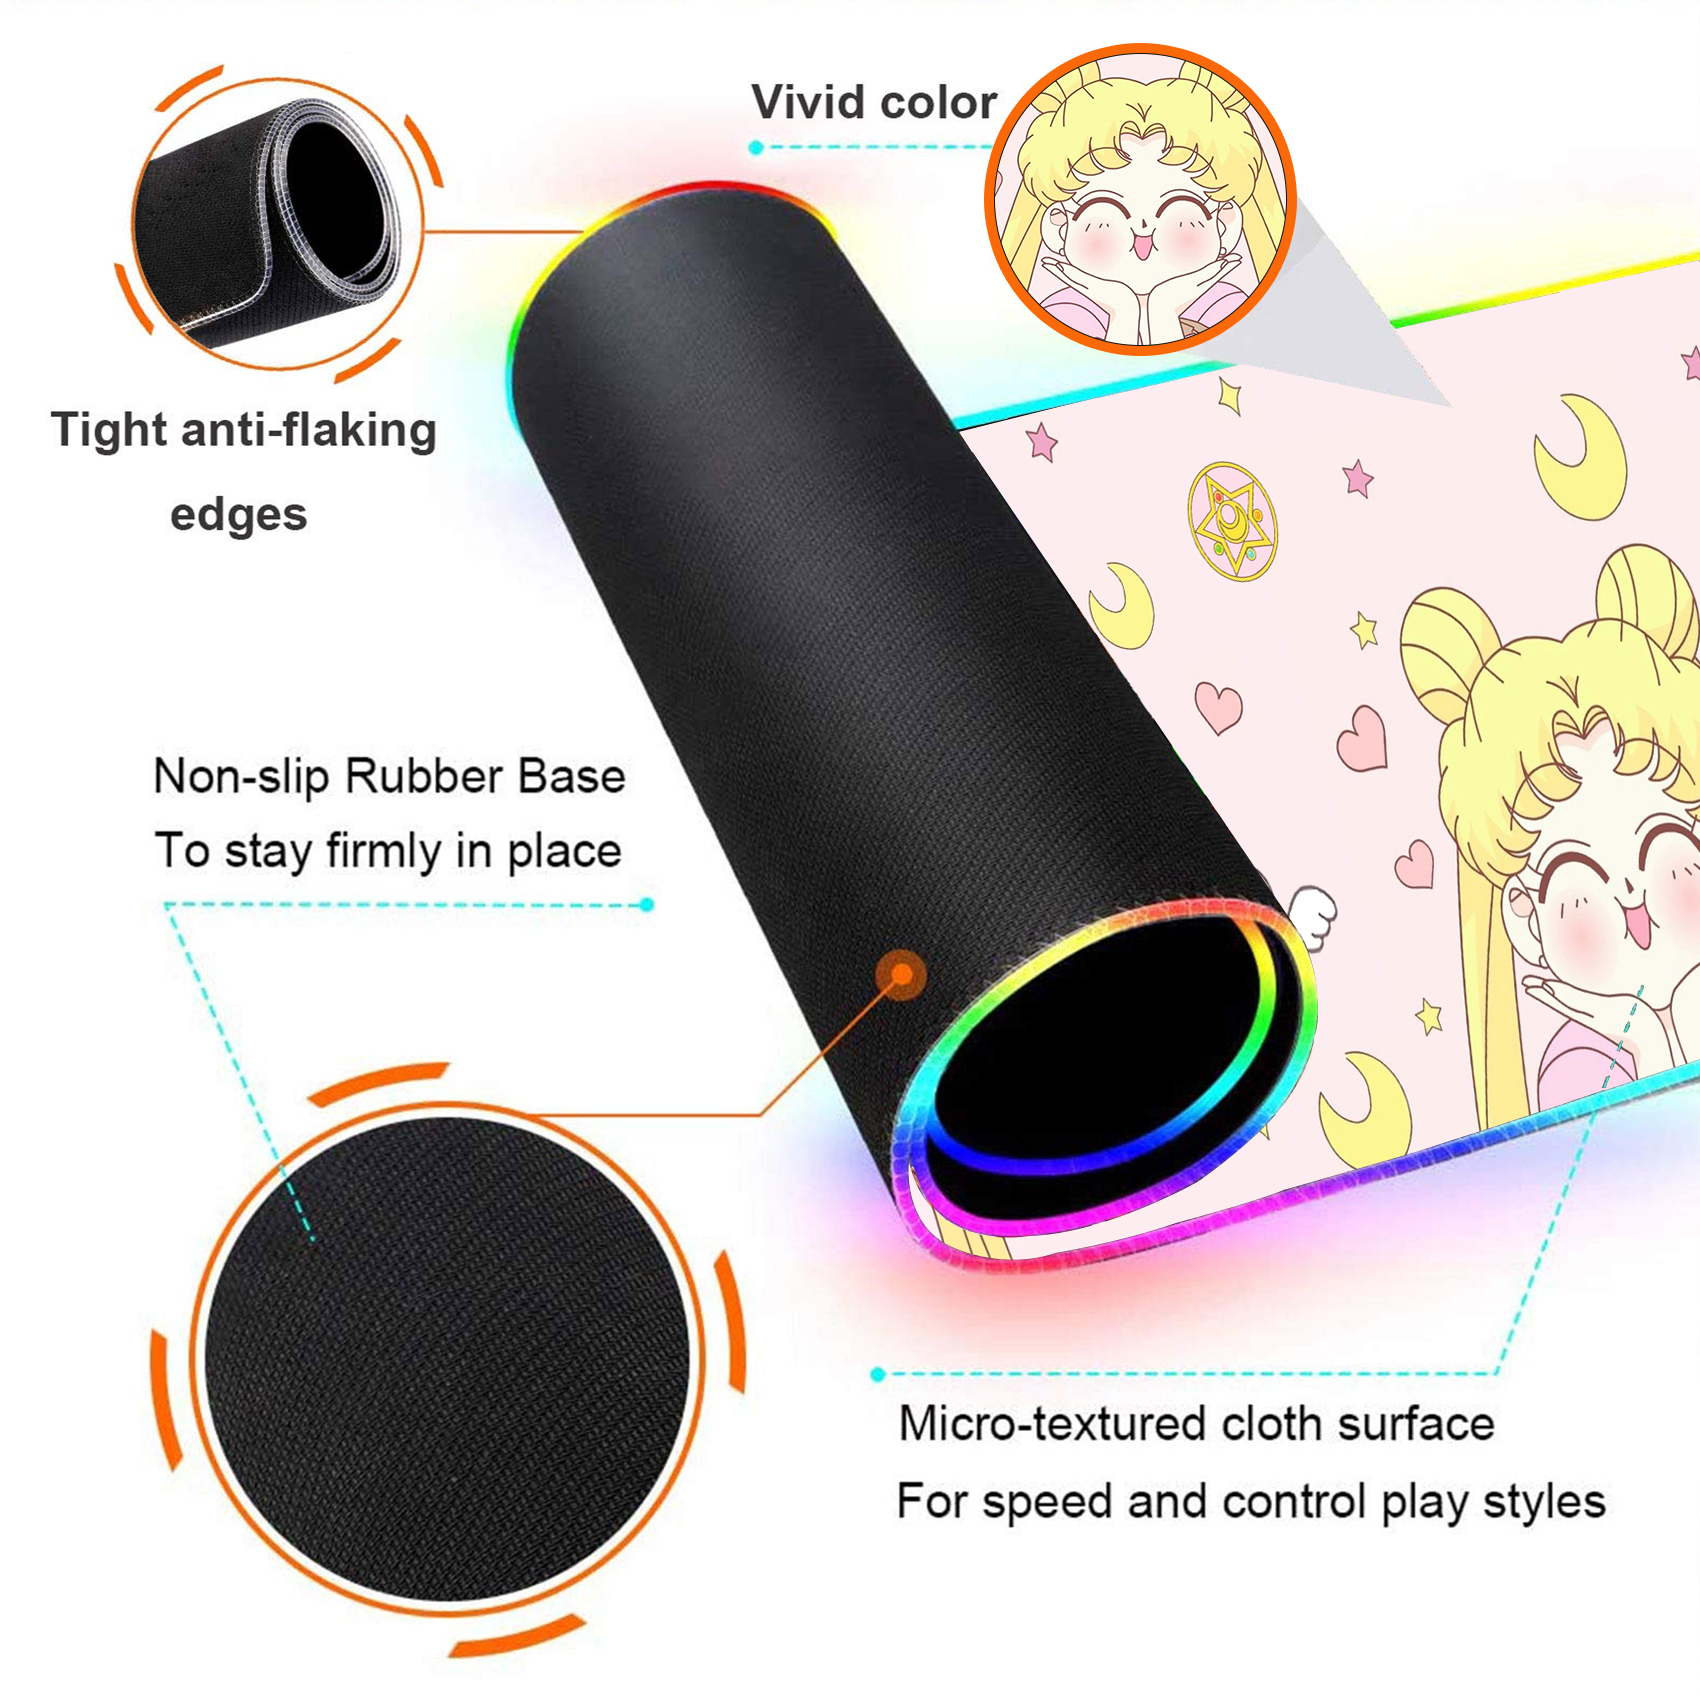 Vivid color
Tight anti-flaking
edges
Non-slip Rubber Base
To stay firmly in place
Micro-textured cloth surface
For speed and control play styles